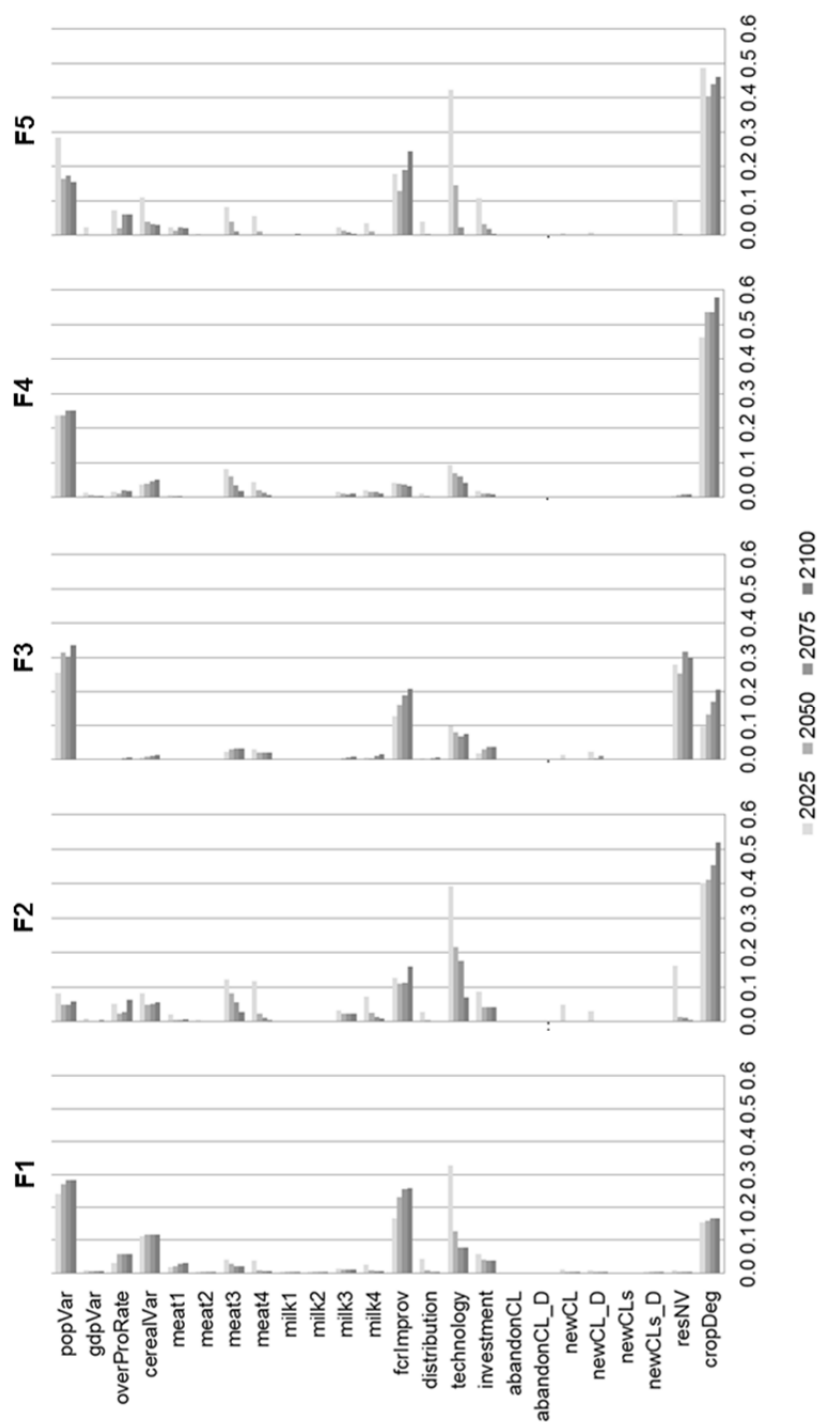 F1
F2
F3
F4
F5
popVar
gdpVar
overProRate
cerealVar
meat1
meat2
meat3
meat4
milk1
milk2
milk3
milk4
fcrImprov
distribution
technology
investment
abandonCL
abandonCL_D
newCL
newCL_D
newCLs
newCLs_D
resNV
cropDeg
0.0 0.1 0.2 0.3 0.4 0.5 0.6
0.0 0.1 0.2 0.3 0.4 0.5 0.6
0.0 0.1 0.2 0.3 0.4 0.5 0.6
0.0 0.1 0.2 0.3 0.4 0.5 0.6
0.0 0.1 0.2 0.3 0.4 0.5 0.6
2025 2050 2075 2100